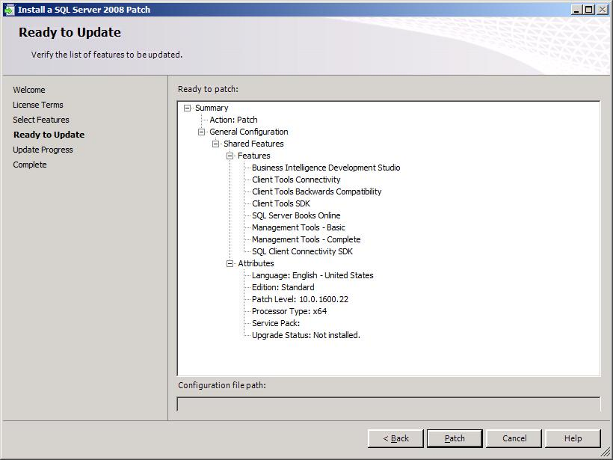 Install a SQL Server 2008 Patch
Ready to Update
Verify the list of features to be updated.
Welcome
License Terms
Select Features
Ready to Update
Update Progress
Complete
Ready to patch:
Summary
Action: Patch
General Configuration
Shared Features
Features
Business Intelligence Development Studio
Client Tools Connectivity
Client Tools Backwards Compatibility
Client Tools SDK
SQL Server Books Online
Management Tools - Basic
Management Tools - Complete
SQL Client Connectivity SDK
Attributes
Language: English - United States
Edition: Standard
Patch Level: 10.0.1600.22
Processor Type: x64
Service Pack:
Upgrade Status: Not installed.
Configuration file path:
< Back Patch Cancel Help